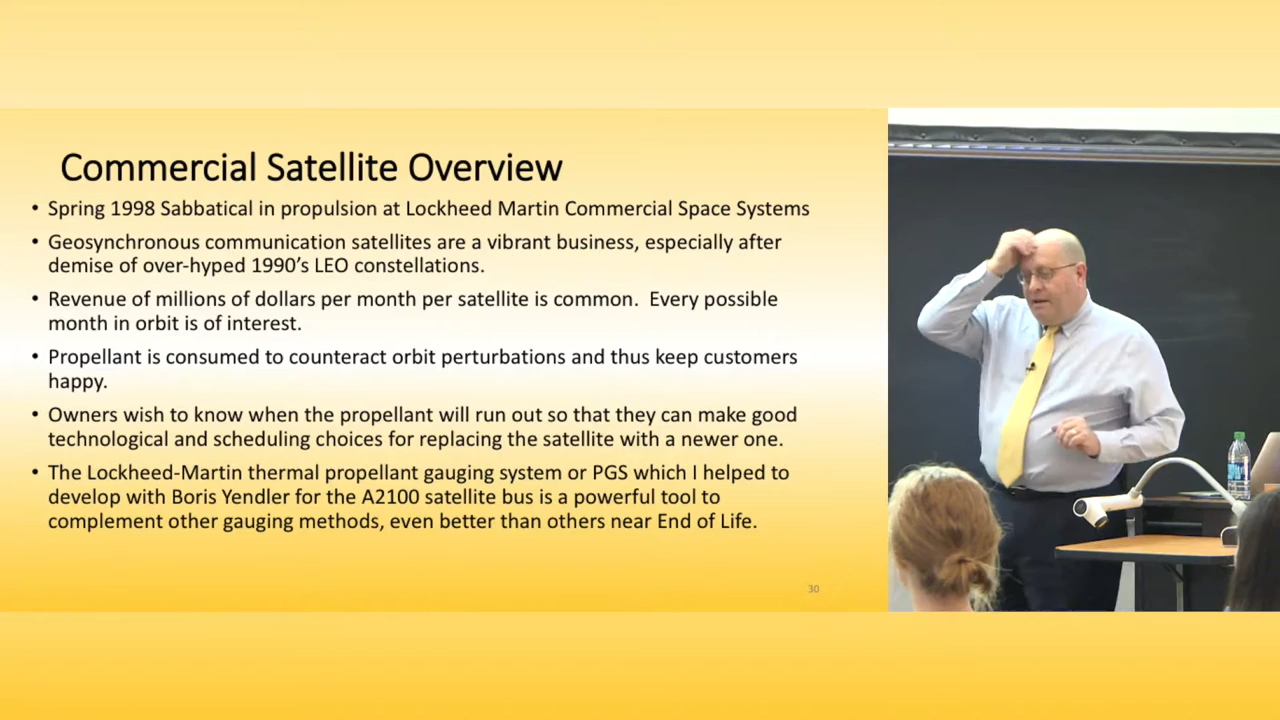 Commercial Satellite Overview
• Spring 1998 Sabbatical in propulsion at Lockheed Martin Commercial Space Systems
• Geosynchronous communication satellites are a vibrant business, especially after
demise of over-hyped 1990’s LEO constellations.
• Revenue of millions of dollars per month per satellite is common.  Every possible
month in orbit is of interest.
• Propellant is consumed to counteract orbit perturbations and thus keep customers
happy.
• Owners wish to know when the propellant will run out so that they can make good
technological and scheduling choices for replacing the satellite with a newer one.
• The Lockheed-Martin thermal propellant gauging system or PGS which I helped to
develop with Boris Yendler for the A2100 satellite bus is a powerful tool to
complement other gauging methods, even better than others near End of Life.
30